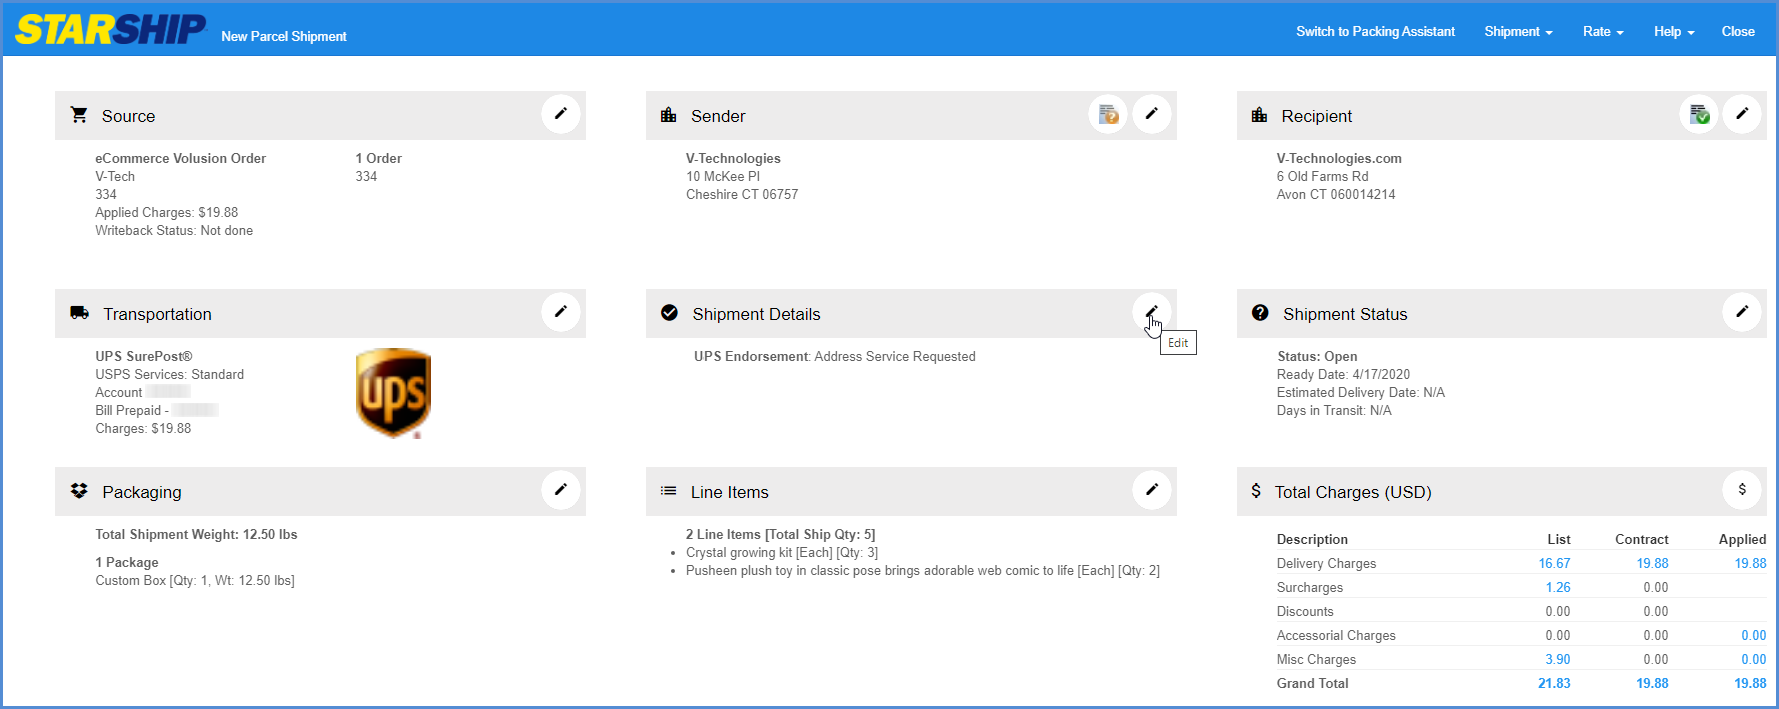 STARSHIP New Parcel Shipment Switch to Packing Assistant Shipment Rate Help Close
Source
eCommerce Volusion Order 1 Order
V-Tech 334
334
Applied Charges: $19.88
Writeback Status: Not done
Sender
V-Technologies
10 McKee Pl
Cheshire CT 06757
Recipient
V-Technologies.com
6 Old Farms Rd
Avon CT 060014214
Transportation
UPS SurePost®
USPS Services: Standard
Account
Bill Prepaid -
Charges: $19.88
ups
Shipment Details
Edit
UPS Endorsement: Address Service Requested
Shipment Status
Status: Open
Ready Date: 4/17/2020
Estimated Delivery Date: N/A
Days in Transit: N/A
Packaging
Total Shipment Weight: 12.50 lbs
1 Package
Custom Box [Qty: 1, Wt: 12.50 lbs]
Line Items
2 Line Items [Total Ship Qty: 5]
• Crystal growing kit [Each] [Qty: 3]
• Pusheen plush toy in classic pose brings adorable web comic to life [Each] [Qty: 2]
$ Total Charges (USD) $
Description List Contract Applied
Delivery Charges 16.67 19.88 19.88
Surcharges 1.26 0.00
Discounts 0.00 0.00
Accessorial Charges 0.00 0.00 0.00
Misc Charges 3.90 0.00 0.00
Grand Total 21.83 19.88 19.88